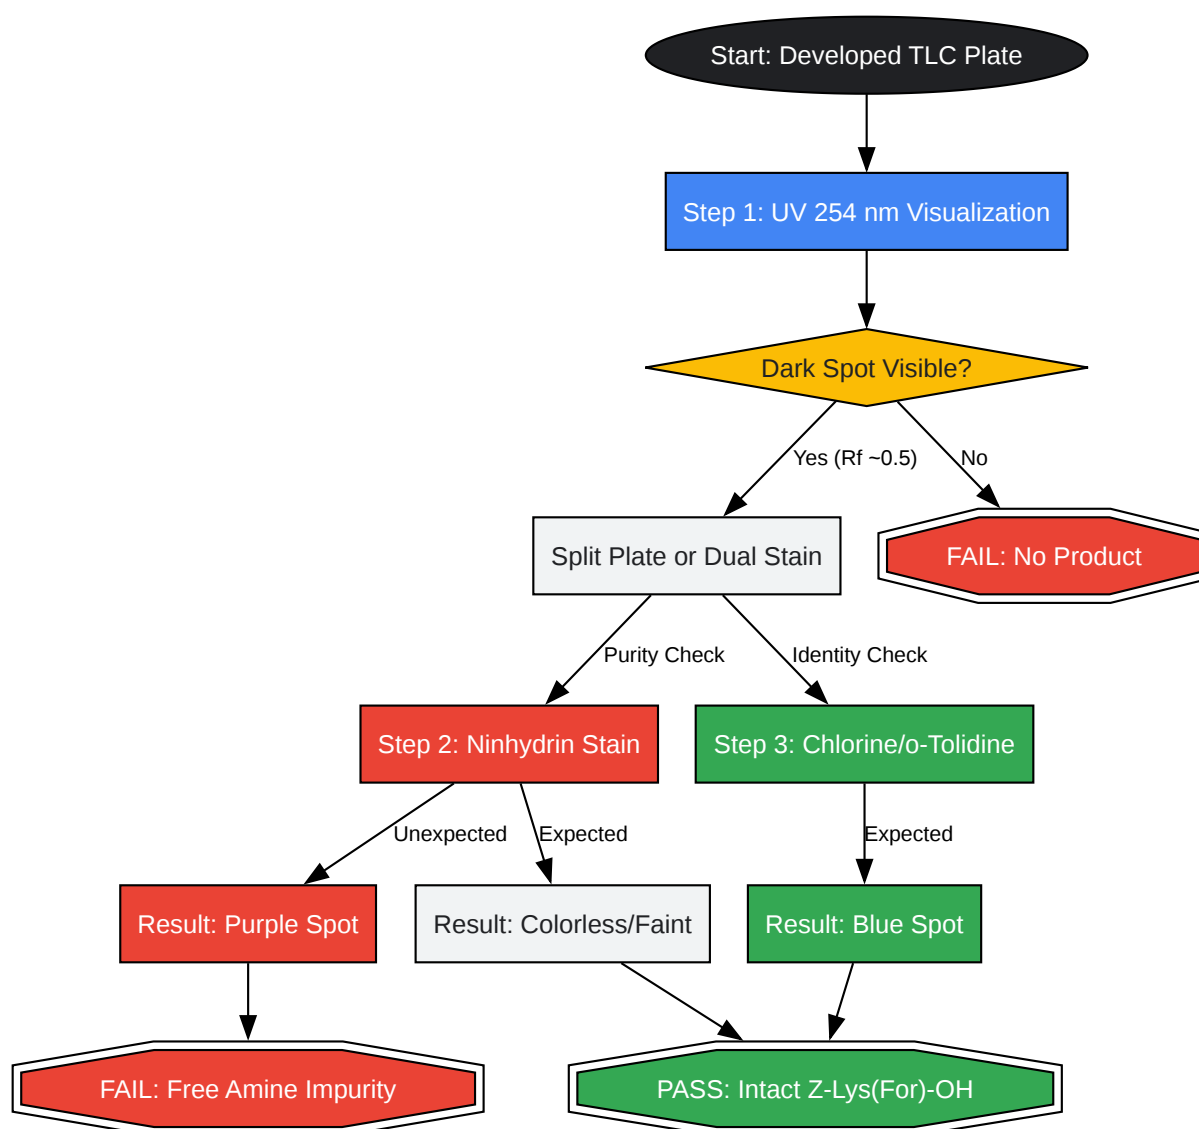 Start: Developed TLC Plate
Step 1: UV 254 nm Visualization
Dark Spot Visible?
Yes (Rf ~0.5)
No
Split Plate or Dual Stain
FAIL: No Product
Purity Check
Identity Check
Step 2: Ninhydrin Stain
Step 3: Chlorine/o-Tolidine
Unexpected
Expected
Expected
Result: Purple Spot
Result: Colorless/Faint
Result: Blue Spot
FAIL: Free Amine Impurity
PASS: Intact Z-Lys(For)-OH